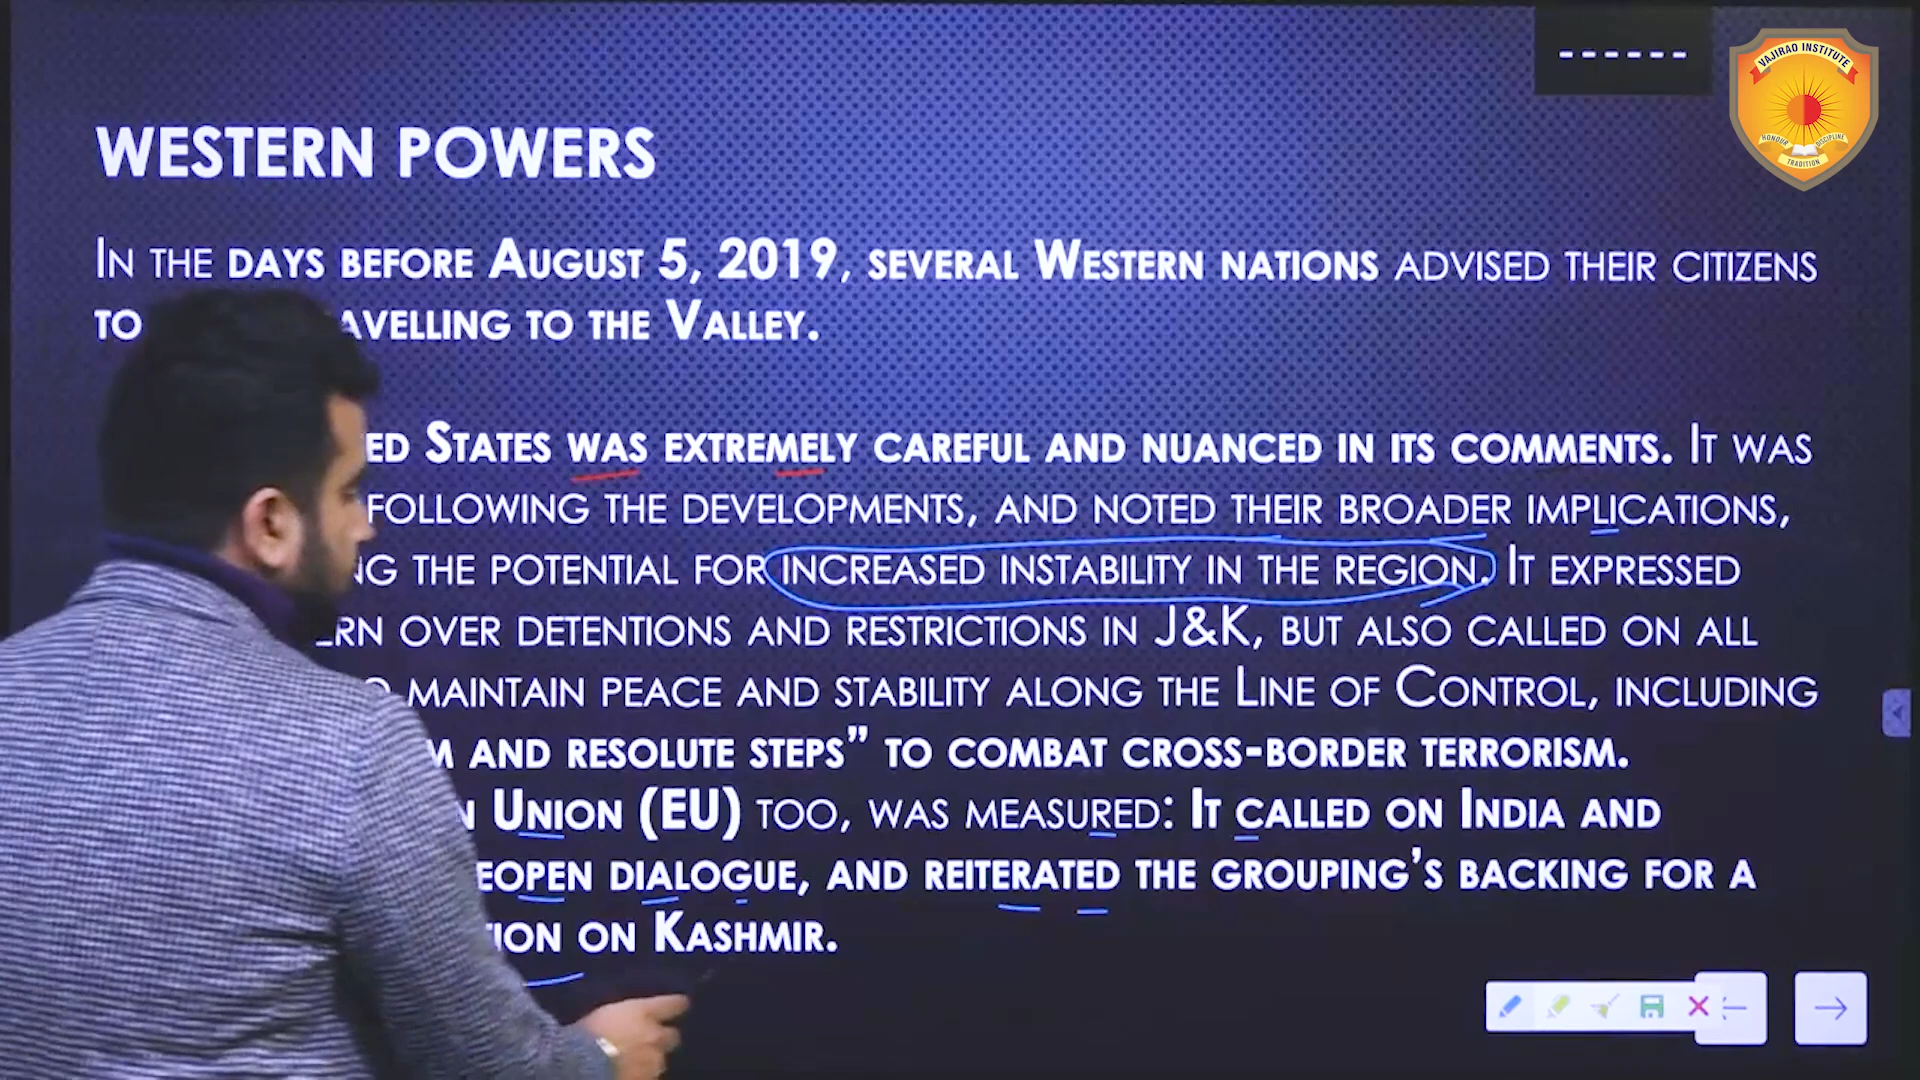 VAJIRAO INSTITUTE
HONOUR DISCIPLINE
TRADITION
WESTERN POWERS
IN THE DAYS BEFORE AUGUST 5, 2019, SEVERAL WESTERN NATIONS ADVISED THEIR CITIZENS
TO AVELLING TO THE VALLEY.
ED STATES WAS EXTREMELY CAREFUL AND NUANCED IN ITS COMMENTS. IT WAS
FOLLOWING THE DEVELOPMENTS, AND NOTED THEIR BROADER IMPLICATIONS,
NG THE POTENTIAL FOR INCREASED INSTABILITY IN THE REGION. IT EXPRESSED
ERN OVER DETENTIONS AND RESTRICTIONS IN J&K, BUT ALSO CALLED ON ALL
O MAINTAIN PEACE AND STABILITY ALONG THE LINE OF CONTROL, INCLUDING
M AND RESOLUTE STEPS” TO COMBAT CROSS-BORDER TERRORISM.
N UNION (EU) TOO, WAS MEASURED: IT CALLED ON INDIA AND
EOPEN DIALOGUE, AND REITERATED THE GROUPING’S BACKING FOR A
ION ON KASHMIR.